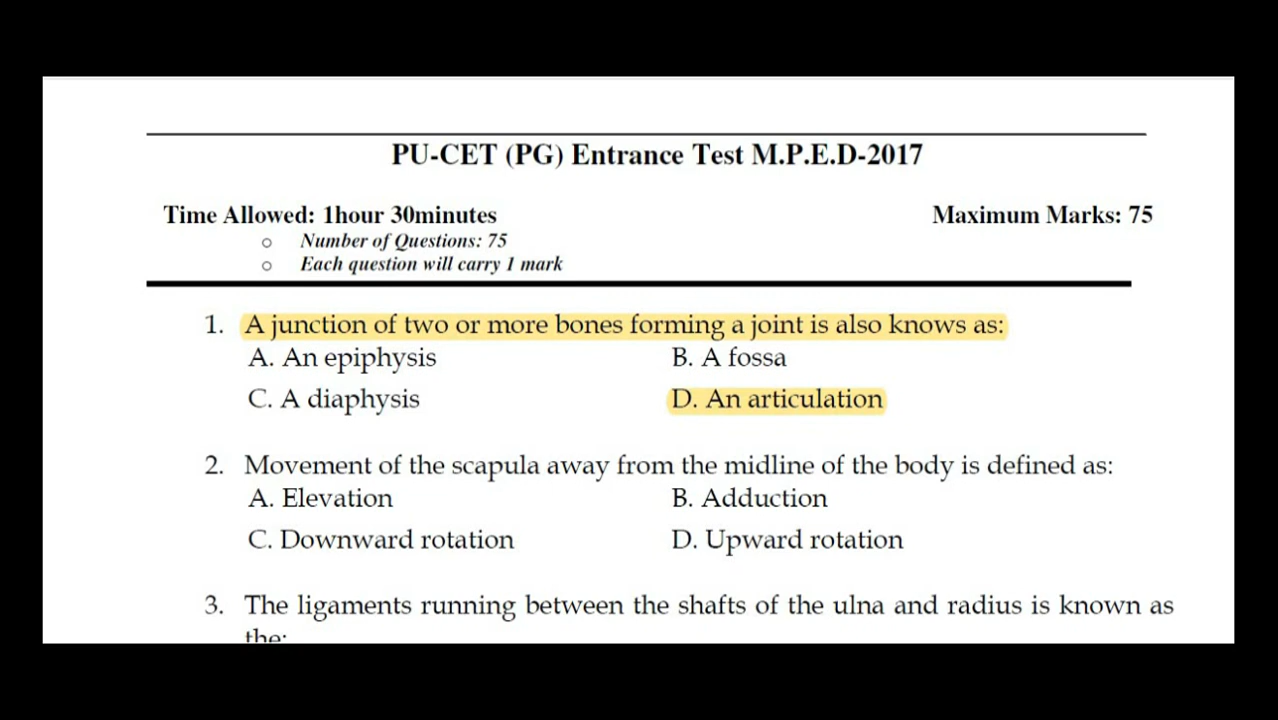 PU-CET (PG) Entrance Test M.P.E.D-2017
Time Allowed: 1hour 30minutes Maximum Marks: 75
o Number of Questions: 75
o Each question will carry 1 mark
1. A junction of two or more bones forming a joint is also knows as:
A. An epiphysis B. A fossa
C. A diaphysis D. An articulation
2. Movement of the scapula away from the midline of the body is defined as:
A. Elevation B. Adduction
C. Downward rotation D. Upward rotation
3. The ligaments running between the shafts of the ulna and radius is known as
the: